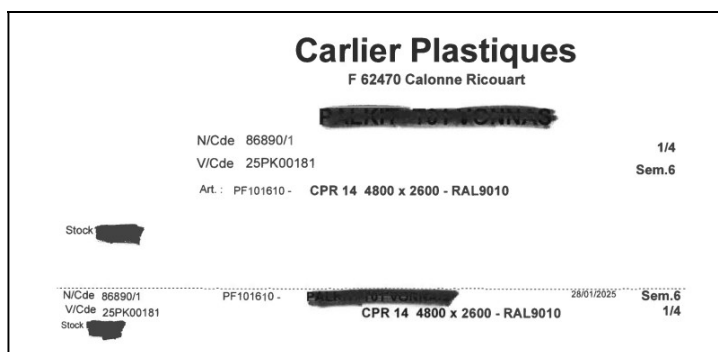 Carlier Plastiques
F 62470 Calonne Ricouart
N/Cde 86890/1
1/4
V/Cde 25PK00181
Sem.6
Art. : PF101610 - CPR 14 4800 x 2600 - RAL9010
Stock
N/Cde 86890/1 PF101610 - 28/01/2025 Sem.6
V/Cde 25PK00181 CPR 14 4800 x 2600 - RAL9010 1/4
Stock